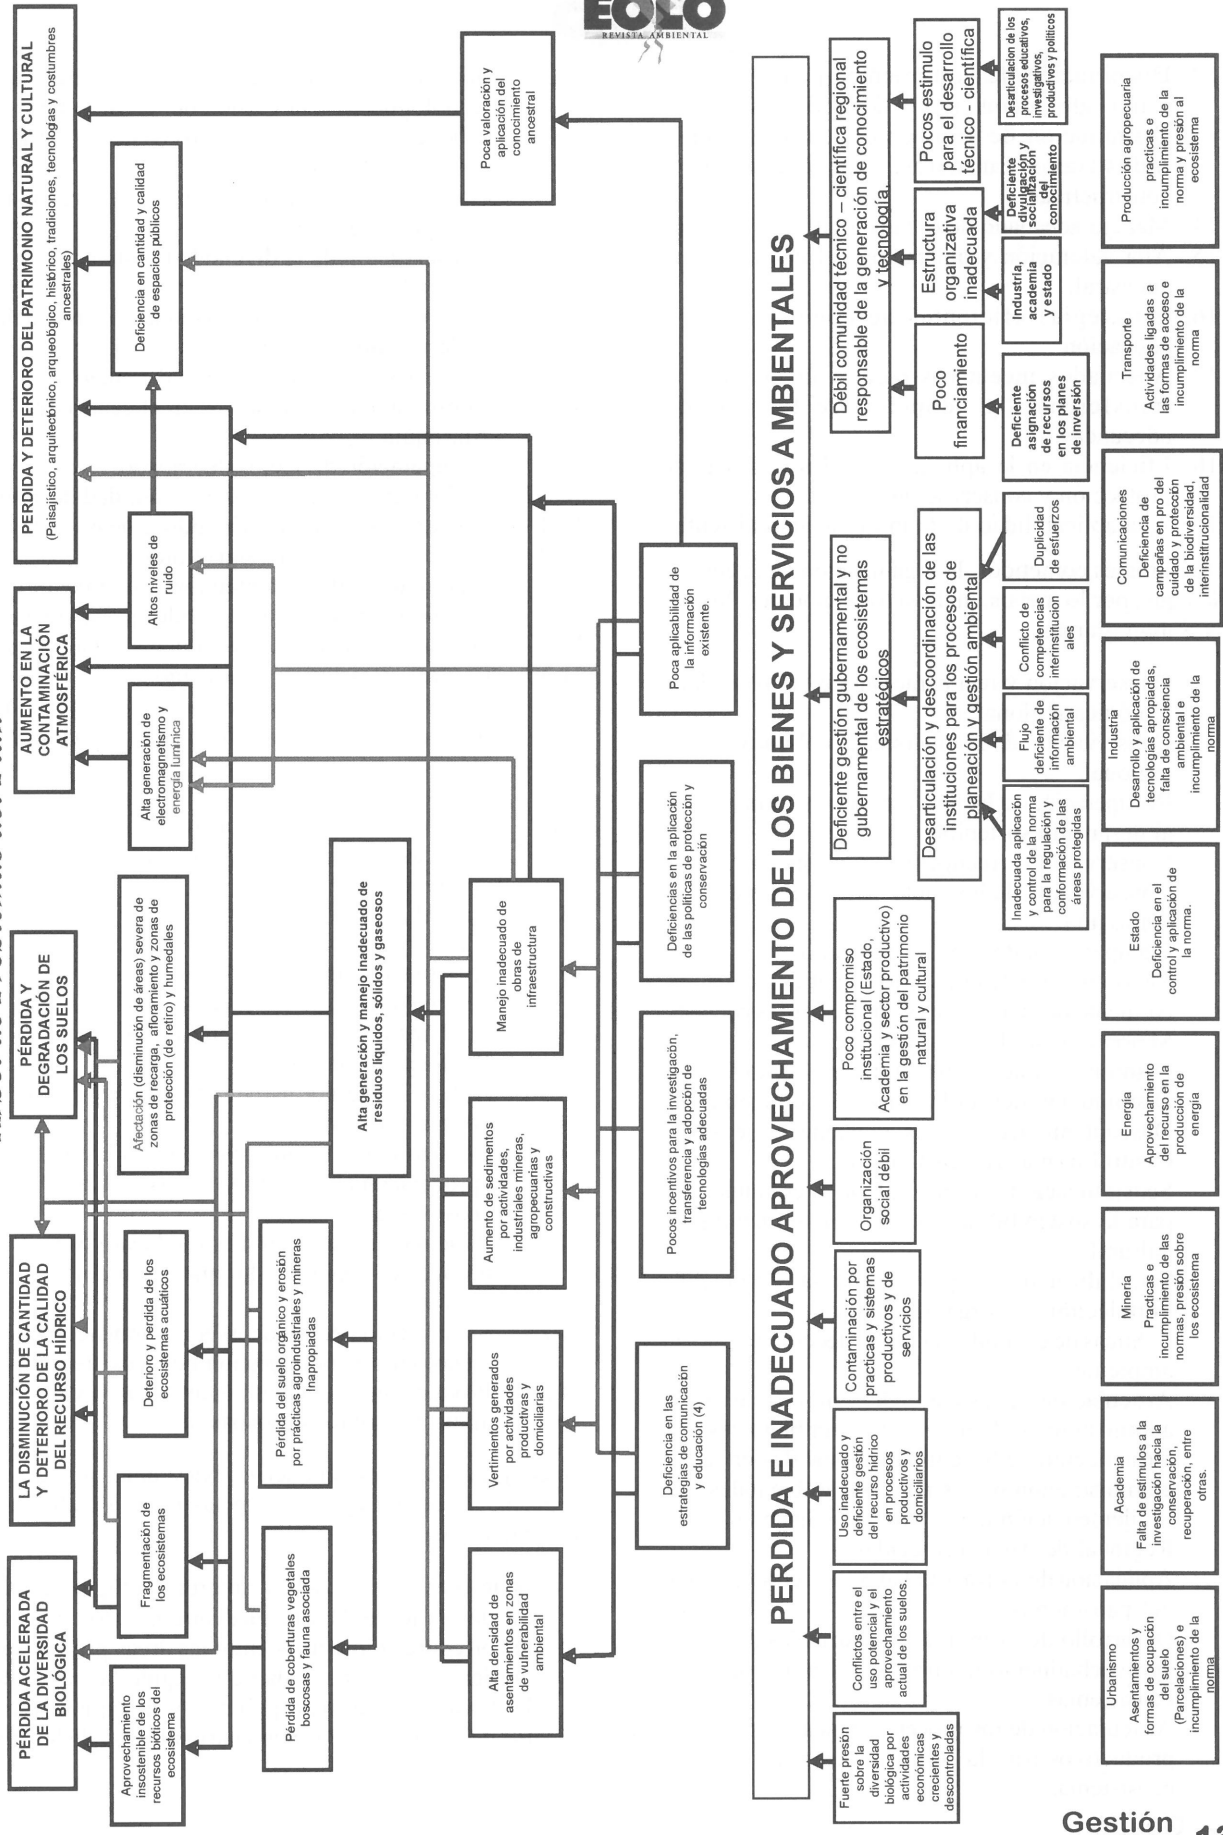 EOLO
REVISTA AMBIENTAL
PÉRDIDA ACELERADA
DE LA DIVERSIDAD
BIOLÓGICA
LA DISMINUCIÓN DE CANTIDAD
Y DETERIORO DE LA CALIDAD
DEL RECURSO HÍDRICO
PÉRDIDA Y
DEGRADACIÓN DE
LOS SUELOS
AUMENTO EN LA
CONTAMINACIÓN
ATMOSFÉRICA
PERDIDA Y DETERIORO DEL PATRIMONIO NATURAL Y CULTURAL
(Paisajístico, arquitectónico, arqueológico, histórico, tradiciones, tecnologías y costumbres
ancestrales)
Aprovechamiento
insostenible de los
recursos bióticos del
ecosistema
Fragmentación de
los ecosistemas
Deterioro y perdida de los
ecosistemas acuáticos
Afectación (disminución de áreas) severa de
zonas de recarga, afloramiento y zonas de
protección (de retiro) y humedales
Alta generación de
electromagnetismo y
energía lumínica
Altos niveles de
ruido
Deficiencia en cantidad y calidad
de espacios públicos
Pérdida de coberturas vegetales
boscosas y fauna asociada
Pérdida del suelo orgánico y erosión
por prácticas agroindustriales y mineras
Inapropiadas
Alta generación y manejo inadecuado de
residuos liquidos, sólidos y gaseosos
Alta densidad de
asentamientos en zonas
de vulnerabilidad
ambiental
Vertimientos generados
por actividades
productivas y
domiciliarias
Aumento de sedimentos
por actividades,
industriales mineras,
agropecuarias y
constructivas
Manejo inadecuado de
obras de
infraestructura
Poca valoración y
aplicación del
conocimiento
ancestral
Deficiencia en las
estrategias de comunicación
y educación (4)
Pocos incentivos para la investigación,
transferencia y adopción de
tecnologías adecuadas
Deficiencias en la aplicación
de las políticas de protección y
conservación
Poca aplicabilidad de
la información
existente.
PERDIDA E INADECUADO APROVECHAMIENTO DE LOS BIENES Y SERVICIOS A MBIENTALES
Fuerte presión
sobre la
diversidad
biológica por
actividades
económicas
crecientes y
descontroladas
Conflictos entre el
uso potencial y el
aprovechamiento
actual de los suelos.
Uso inadecuado y
deficiente gestión
del recurso hídrico
en procesos
productivos y
domiciliarios
Contaminación por
practicas y sistemas
productivos y de
servicios
Organización
social débil
Poco compromiso
institucional (Estado,
Academia y sector productivo)
en la gestión del patrimonio
natural y cultural
Deficiente gestión gubernamental y no
gubernamental de los ecosistemas
estratégicos
Débil comunidad técnico – científica regional
responsable de la generación de conocimiento
y tecnología.
Desarticulación y descoordinación de las
instituciones para los procesos de
planeación y gestión ambiental
Poco
financiamiento
Estructura
organizativa
inadecuada
Pocos estimulo
para el desarrollo
técnico - científica
Inadecuada aplicación
y control de la norma
para la regulación y
conformación de las
áreas protegidas
Flujo
deficiente de
información
ambiental
Conflicto de
competencias
interinstitucion
ales
Duplicidad
de esfuerzos
Deficiente
asignación
de recursos
en los planes
de inversión
Industria,
academia
y estado
Deficiente
divulgación y
socialización
del
conocimiento
Desarticulacion de los
procesos educativos,
investigativos,
productivos y políticos
Urbanismo
Asentamientos y
formas de ocupación
del suelo
(Parcelaciones) e
incumplimiento de la
norma
Academia
Falta de estímulos a la
investigación hacia la
conservación,
recuperación, entre
otras.
Minería
Practicas e
incumplimiento de las
normas, presión sobre
los ecosistema
Energía
Aprovechamiento
del recurso en la
producción de
energía
Estado
Deficiencia en el
control y aplicación de
la norma.
Industria
Desarrollo y aplicación de
tecnologías apropiadas,
falta de consciencia
ambiental e
incumplimiento de la
norma
Comunicaciones
Deficiencia de
campañas en pro del
cuidado y protección
de la biodiversidad,
interinstitrucionalidad
Transporte
Actividades ligadas a
las formas de acceso e
incumplimiento de la
norma
Producción agropecuaria
practicas e
incumplimiento de la
norma y presión al
ecosistema
Gestión